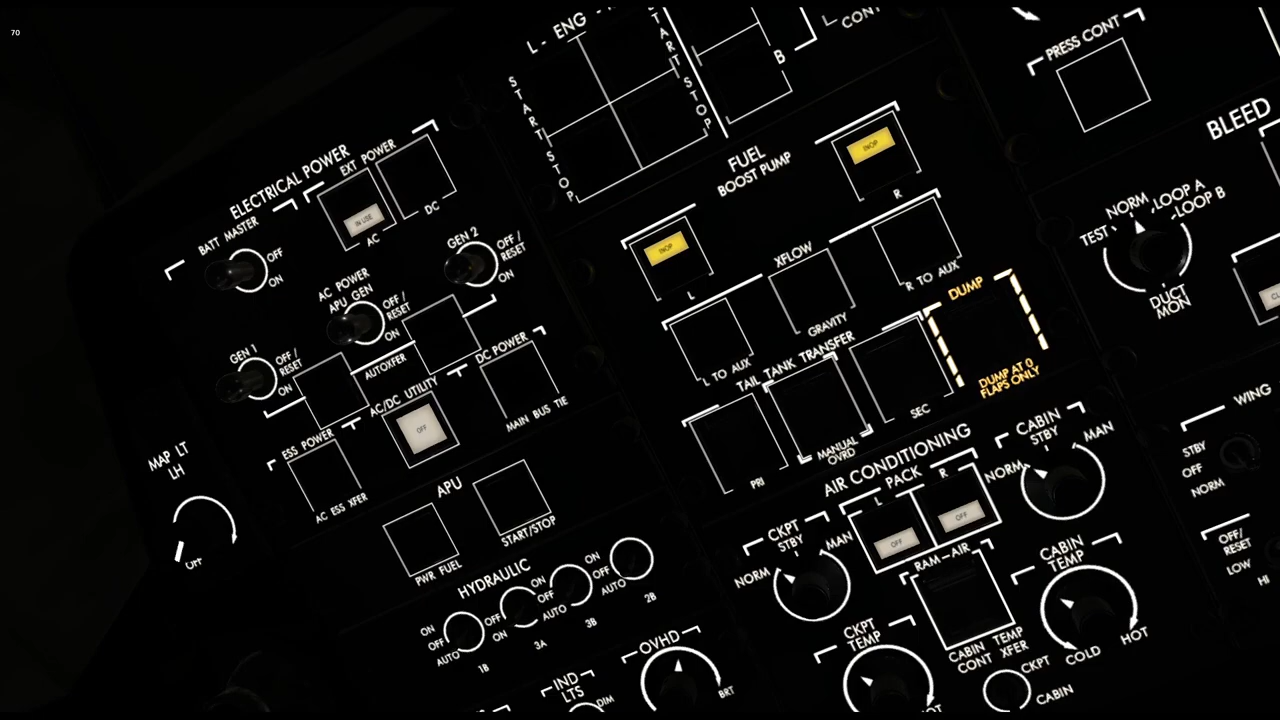 70
L - ENG -
START
STOP
START
STOP
B
L
CONT
PRESS CONT
BLEED
ELECTRICAL POWER
EXT POWER
BATT MASTER
OFF
ON
IN USE
AC
DC
GEN 2
OFF /
RESET
ON
AC POWER
APU GEN
OFF /
RESET
ON
GEN 1
OFF /
RESET
ON
AUTOXFER
AC/DC UTILITY
OFF
DC POWER
MAIN BUS TIE
ESS POWER
AC ESS XFER
MAP LT
LH
OFF
APU
PWR FUEL
START/STOP
HYDRAULIC
ON
OFF
AUTO
1B
ON
OFF
ON
3A
ON
OFF
AUTO
3B
ON
OFF
AUTO
2B
FUEL
BOOST PUMP
INOP
L
INOP
R
XFLOW
L TO AUX
GRAVITY
R TO AUX
TAIL TANK TRANSFER
PRI
MANUAL
OVRD
SEC
DUMP
DUMP AT 0
FLAPS ONLY
AIR CONDITIONING
PACK
L
R
OFF
OFF
CKPT
STBY
NORM
MAN
CABIN
STBY
NORM
MAN
RAM-AIR
CABIN
TEMP
COLD
HOT
CKPT
TEMP
HOT
CABIN TEMP
CONT XFER
CKPT
CABIN
OVHD
BRT
IND
LTS
DIM
NORM
LOOP A
LOOP B
TEST
DUCT
MON
CL
WING
STBY
OFF
NORM
OFF/
RESET
LOW
HI